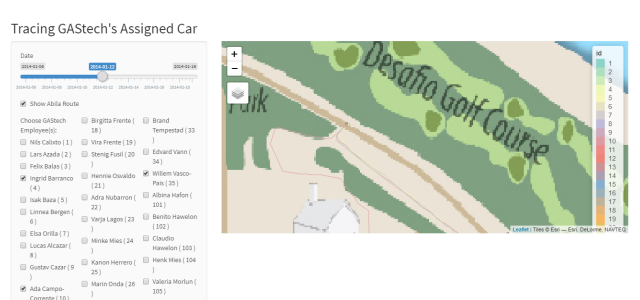 Tracing GAStech's Assigned Car
Date
2014-01-06
2014-01-12
2014-01-18
Show Abila Route
Choose GAStech
Employee(s):
Nils Calixto ( 1 )
Lars Azada ( 2 )
Felix Balas ( 3 )
Ingrid Barranco
( 4 )
Isak Baza ( 5 )
Linnea Bergen (
6 )
Elsa Orilla ( 7 )
Lucas Alcazar (
8 )
Gustav Cazar ( 9
)
Ada Campo-
Corrente ( 10 )
Birgitta Frente (
18 )
Vira Frente ( 19 )
Stenig Fusil ( 20
)
Hennie Osvaldo
( 21 )
Adra Nubarron (
22 )
Varja Lagos ( 23
)
Minke Mies ( 24
)
Kanon Herrero (
25 )
Marin Onda ( 26
)
Brand
Tempestad ( 33
)
Edvard Vann (
34 )
Willem Vasco-
Pais ( 35 )
Albina Hafon (
101 )
Benito Hawelon
( 102 )
Claudio
Hawelon ( 103 )
Henk Mies ( 104
)
Valeria Morlun (
105 )
+
−
Park
Desafio Golf Course
id
1
2
3
4
5
6
7
8
9
10
11
12
13
14
15
16
17
18
19
Leaflet | Tiles © Esri — Esri, DeLorme, NAVTEQ